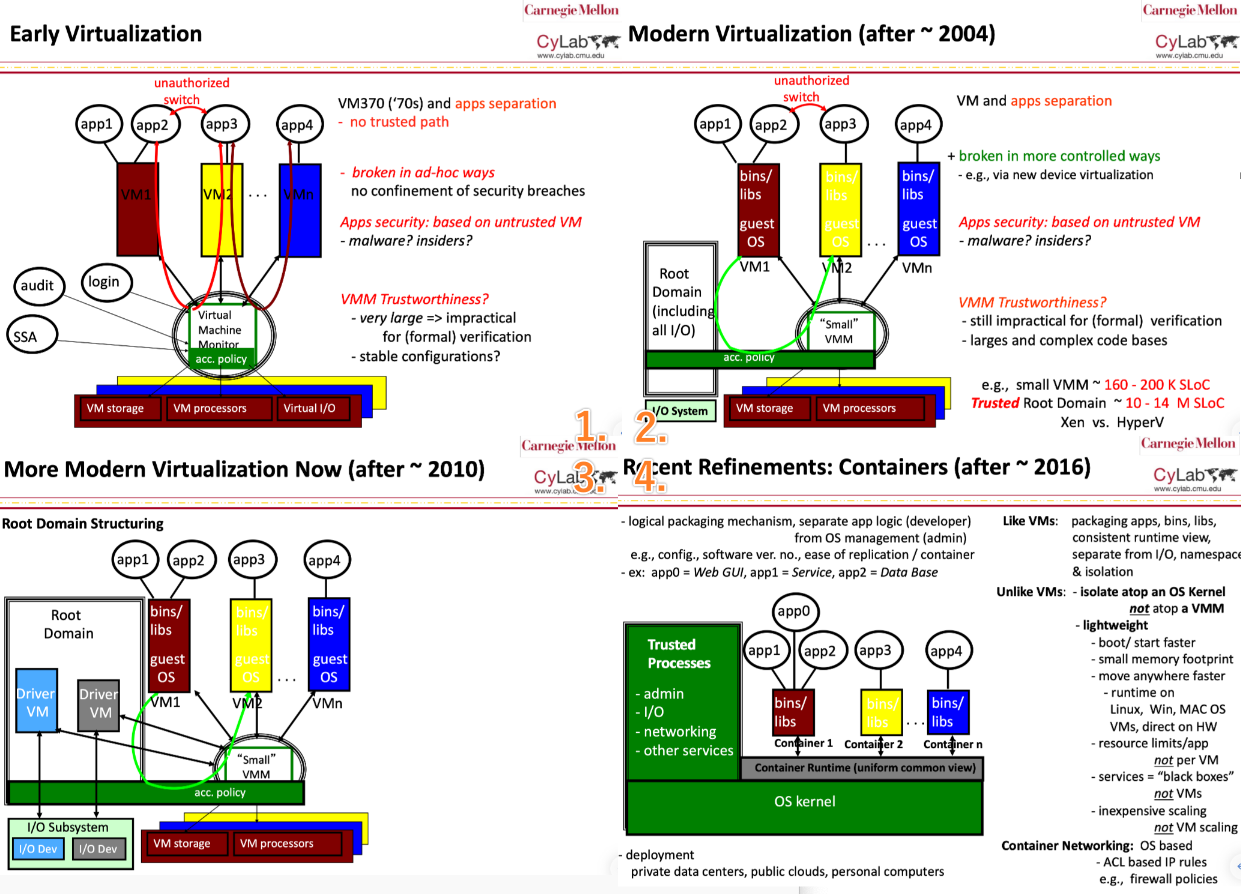 Carnegie Mellon
Early Virtualization
CyLab
www.cylab.cmu.edu
unauthorized
switch
app1
app2
app3
app4
VM370 (‘70s) and apps separation
- no trusted path
VM1
VM2
. . .
VMn
- broken in ad-hoc ways
no confinement of security breaches
Apps security: based on untrusted VM
- malware? insiders?
audit
login
SSA
Virtual
Machine
Monitor
acc. policy
VMM Trustworthiness?
- very large => impractical
for (formal) verification
- stable configurations?
VM storage
VM processors
Virtual I/O
1.
Carnegie Mellon
Modern Virtualization (after ~ 2004)
CyLab
www.cylab.cmu.edu
unauthorized
switch
app1
app2
app3
app4
VM and apps separation
+ broken in more controlled ways
- e.g., via new device virtualization
bins/
libs
guest
OS
VM1
bins/
libs
guest
OS
VM2
. . .
bins/
libs
guest
OS
VMn
Apps security: based on untrusted VM
- malware? insiders?
Root
Domain
(including
all I/O)
“Small”
VMM
acc. policy
VMM Trustworthiness?
- still impractical for (formal) verification
- larges and complex code bases
e.g., small VMM ~ 160 - 200 K SLoC
Trusted Root Domain ~ 10 - 14 M SLoC
Xen vs. HyperV
I/O System
VM storage
VM processors
2.
Carnegie Mellon
More Modern Virtualization Now (after ~ 2010)
CyLab
www.cylab.cmu.edu
3.
Root Domain Structuring
app1
app2
app3
app4
Root
Domain
Driver
VM
Driver
VM
bins/
libs
guest
OS
VM1
bins/
libs
guest
OS
VM2
. . .
bins/
libs
guest
OS
VMn
“Small”
VMM
acc. policy
I/O Subsystem
I/O Dev
I/O Dev
VM storage
VM processors
Carnegie Mellon
Recent Refinements: Containers (after ~ 2016)
CyLab
www.cylab.cmu.edu
4.
- logical packaging mechanism, separate app logic (developer)
from OS management (admin)
e.g., config., software ver. no., ease of replication / container
- ex: app0 = Web GUI, app1 = Service, app2 = Data Base
app0
app1
app2
app3
app4
Trusted
Processes
- admin
- I/O
- networking
- other services
bins/
libs
Container 1
bins/
libs
Container 2
. . .
bins/
libs
Container n
Container Runtime (uniform common view)
OS kernel
- deployment
private data centers, public clouds, personal computers
Like VMs: packaging apps, bins, libs,
consistent runtime view,
separate from I/O, namespace
& isolation
Unlike VMs: - isolate atop an OS Kernel
not atop a VMM
- lightweight
- boot/ start faster
- small memory footprint
- move anywhere faster
- runtime on
Linux, Win, MAC OS
VMs, direct on HW
- resource limits/app
not per VM
- services = “black boxes”
not VMs
- inexpensive scaling
not VM scaling
Container Networking: OS based
- ACL based IP rules
e.g., firewall policies